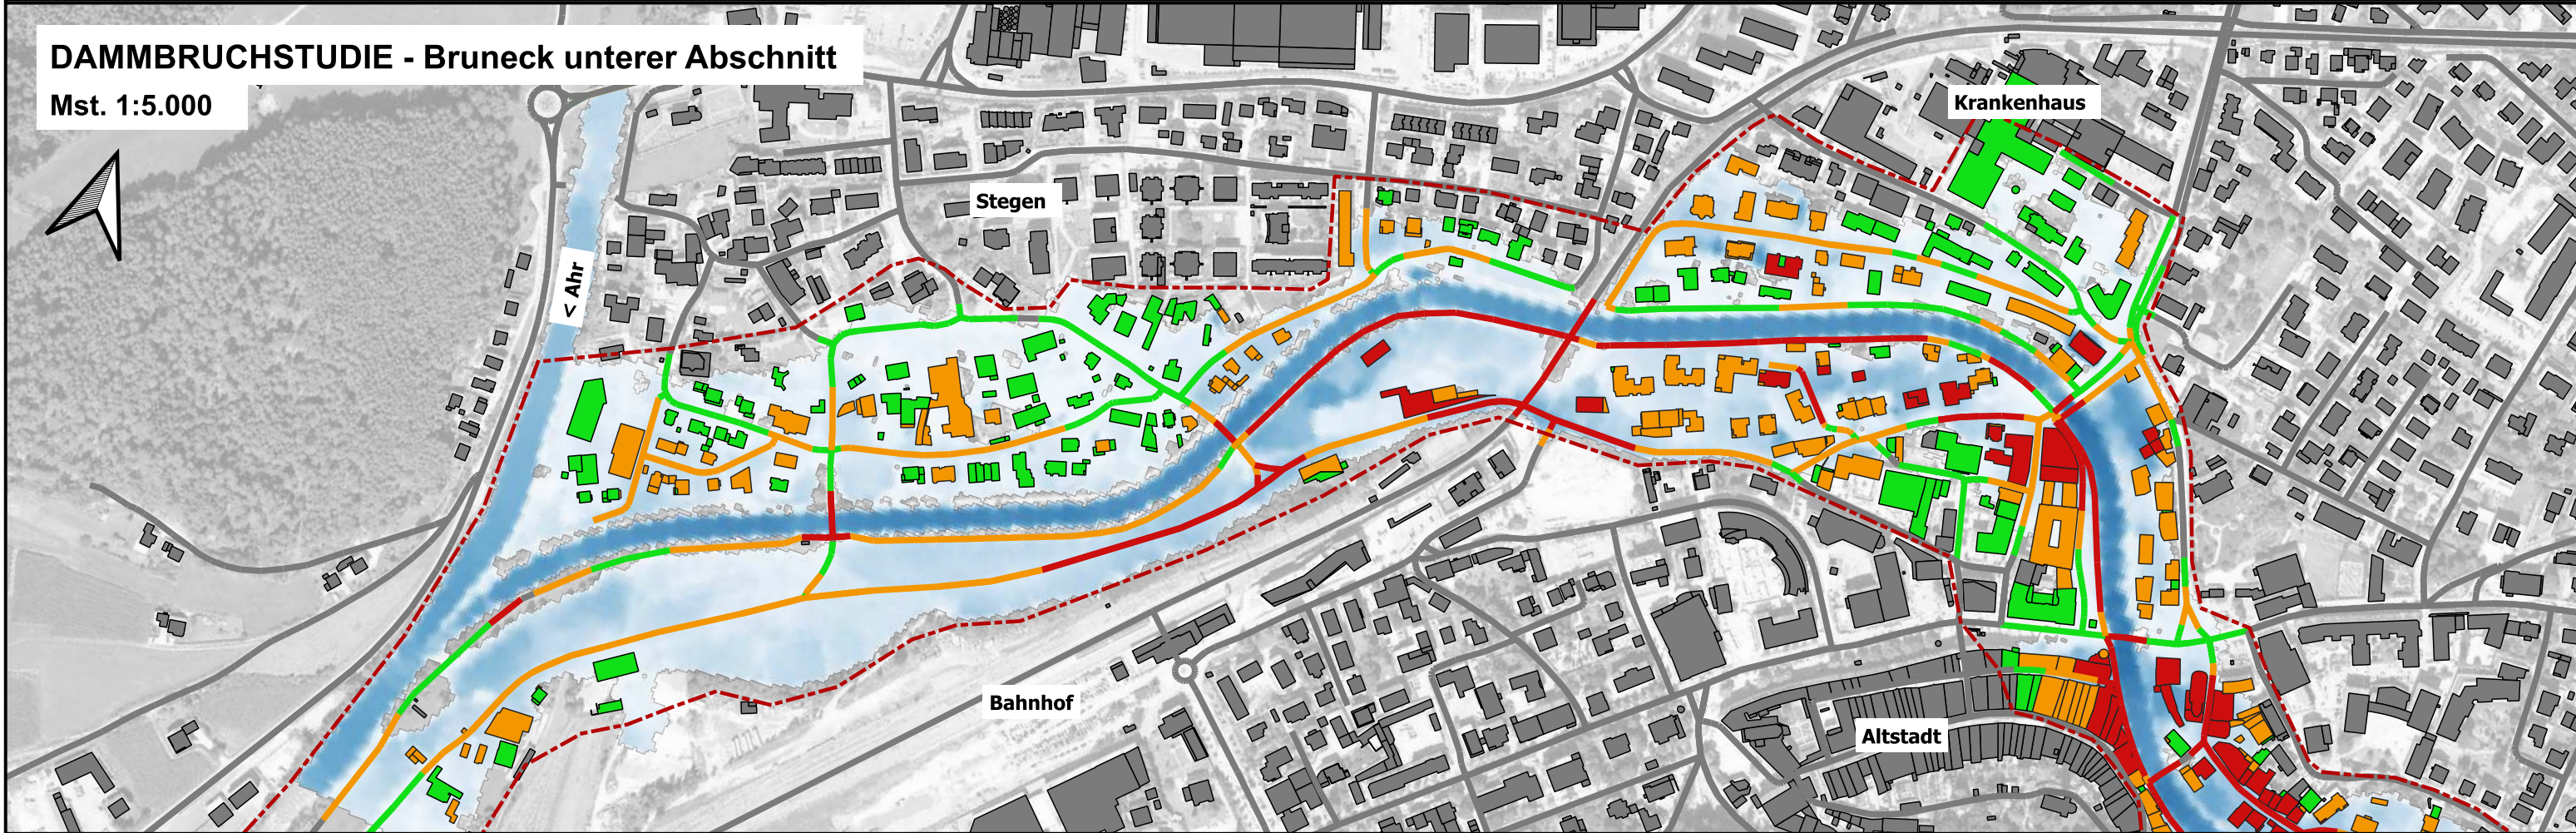 DAMMBRUCHSTUDIE - Bruneck unterer Abschnitt
Mst. 1:5.000
Krankenhaus
Stegen
< Ahr
Bahnhof
Altstadt